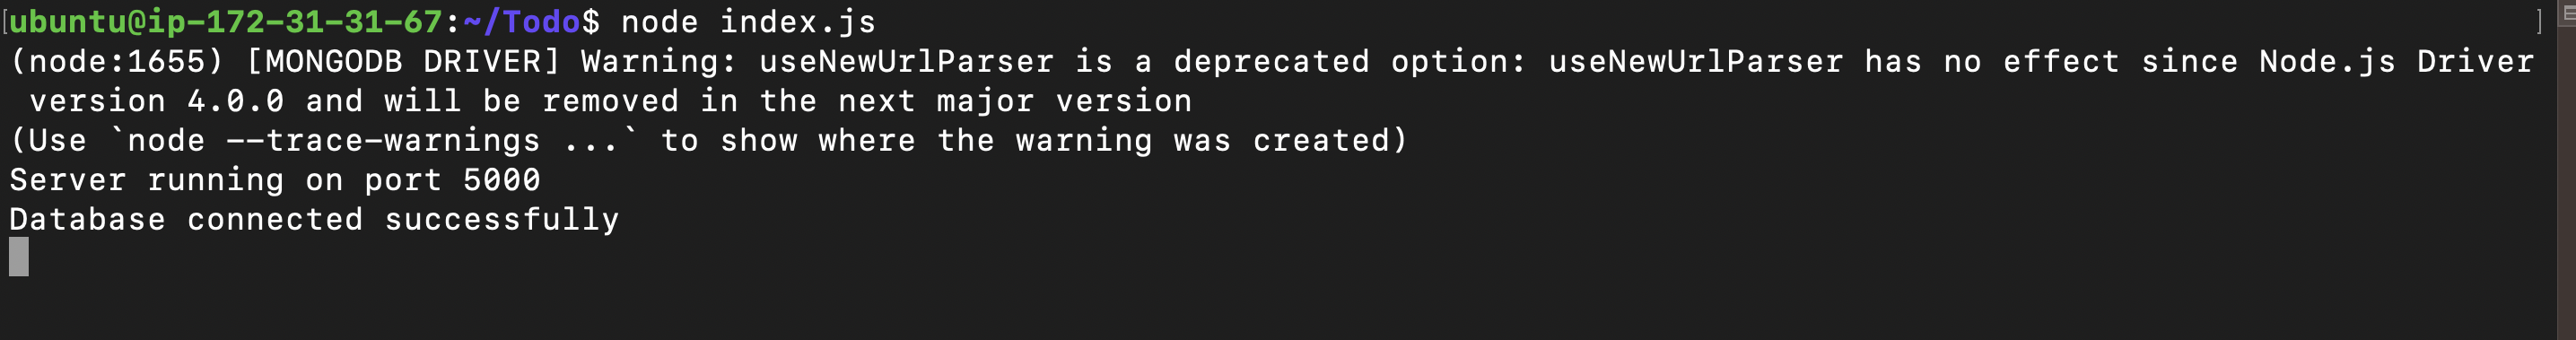 [ubuntu@ip-172-31-31-67:~/Todo$ node index.js ]
(node:1655) [MONGODB DRIVER] Warning: useNewUrlParser is a deprecated option: useNewUrlParser has no effect since Node.js Driver
 version 4.0.0 and will be removed in the next major version
(Use `node --trace-warnings ...` to show where the warning was created)
Server running on port 5000
Database connected successfully